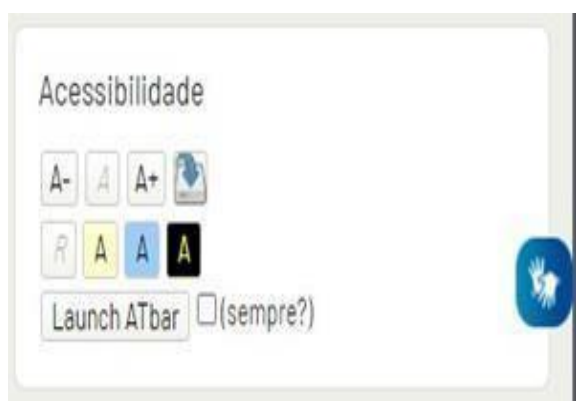 Acessibilidade
A- A A+
R A A A
Launch ATbar (sempre?)